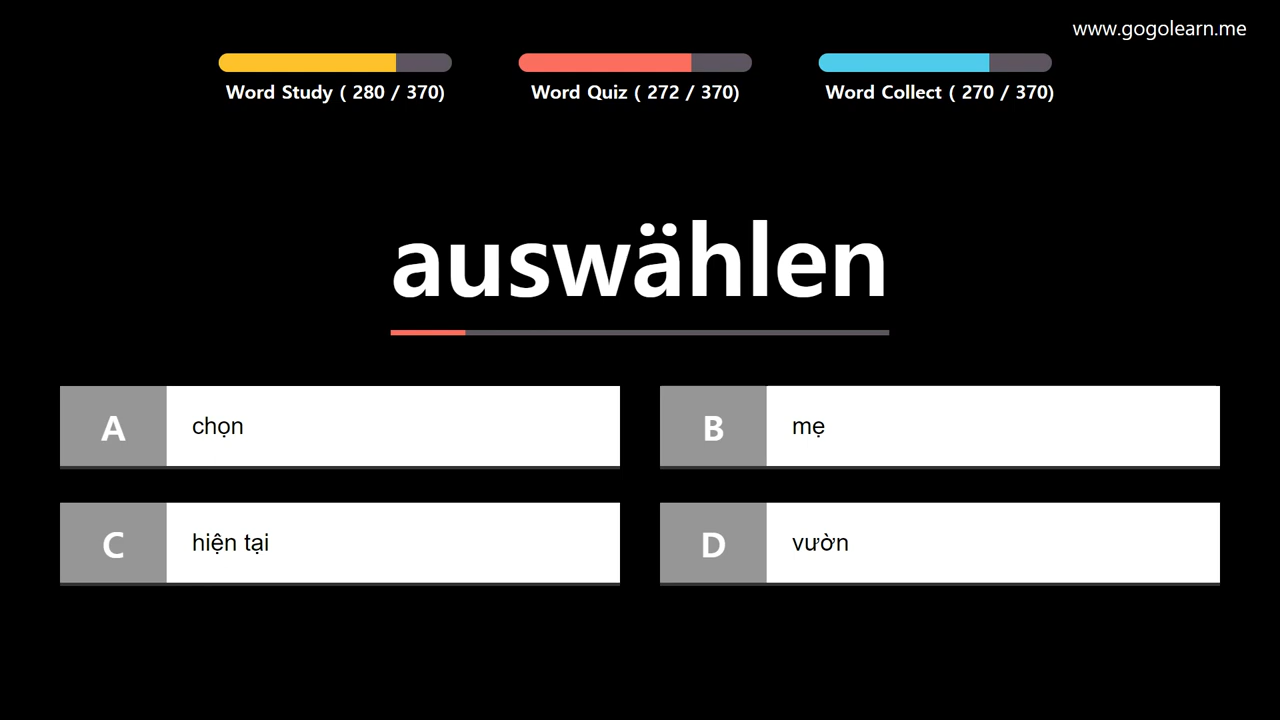 www.gogolearn.me
Word Study ( 280 / 370)
Word Quiz ( 272 / 370)
Word Collect ( 270 / 370)
auswählen
A
chọn
B
mẹ
C
hiện tại
D
vườn